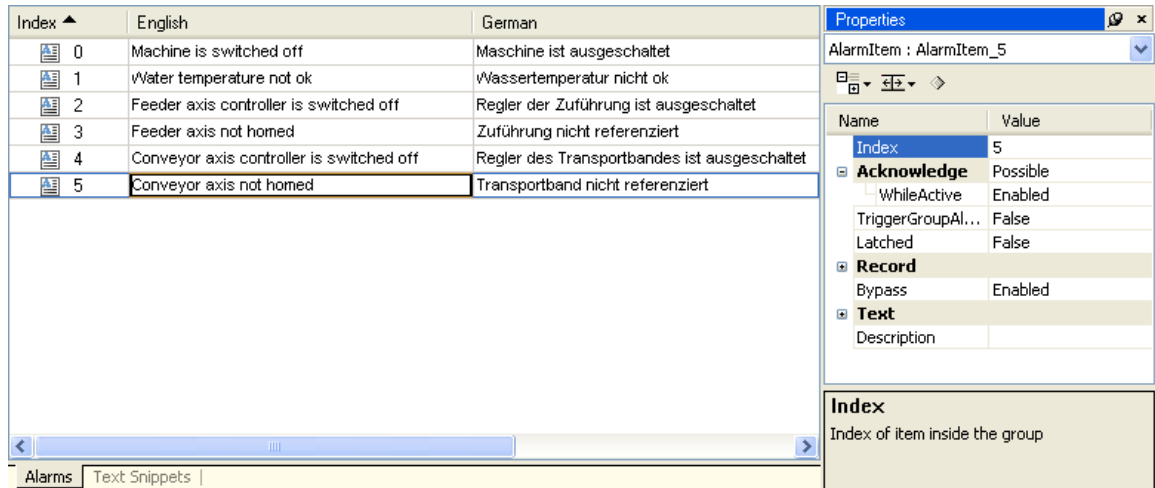 Index English German
0 Machine is switched off Maschine ist ausgeschaltet
1 Water temperature not ok Wassertemperatur nicht ok
2 Feeder axis controller is switched off Regler der Zuführung ist ausgeschaltet
3 Feeder axis not homed Zuführung nicht referenziert
4 Conveyor axis controller is switched off Regler des Transportbandes ist ausgeschaltet
5 Conveyor axis not homed Transportband nicht referenziert
Alarms Text Snippets
Properties
AlarmItem : AlarmItem_5
Name Value
Index 5
Acknowledge Possible
WhileActive Enabled
TriggerGroupAl... False
Latched False
Record
Bypass Enabled
Text
Description
Index
Index of item inside the group